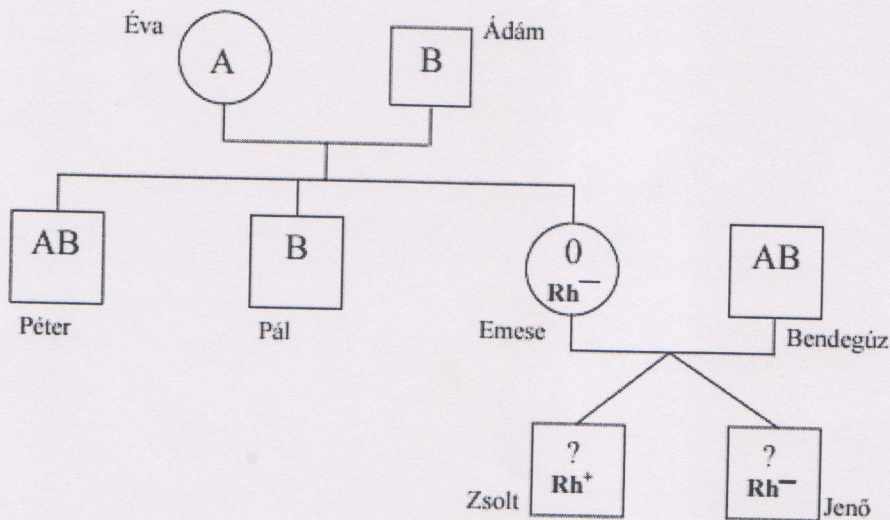 Éva
A
Ádám
B
AB
Péter
B
Pál
0
Rh—
Emese
AB
Bendegúz
?
Rh+
Zsolt
?
Rh—
Jenő